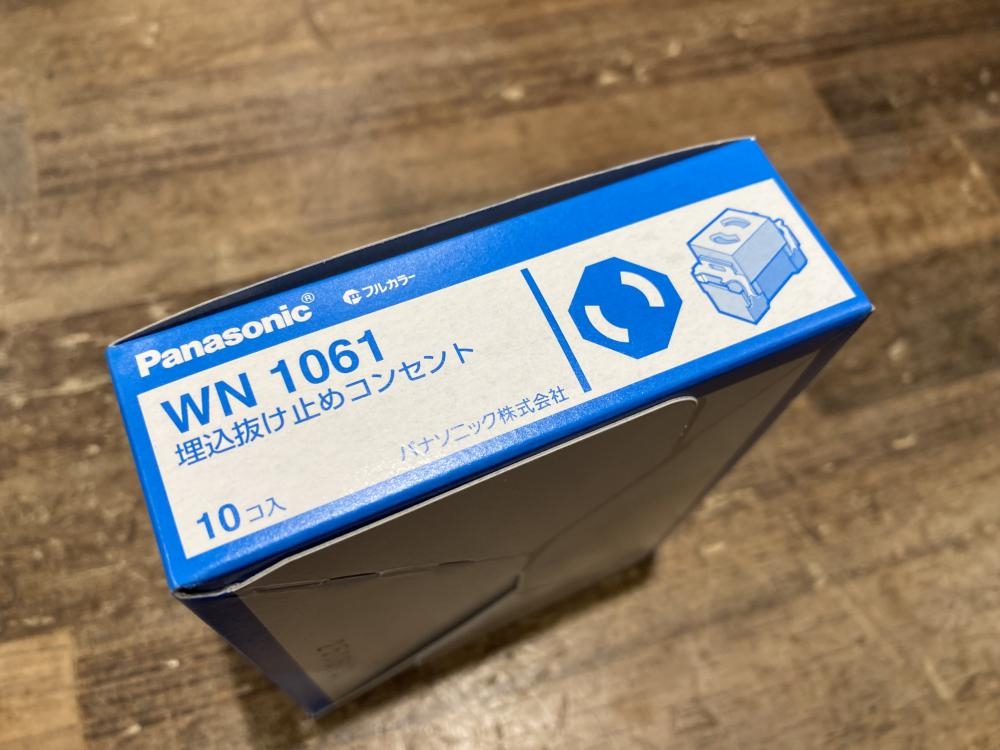 Panasonic® フルカラー
WN 1061
埋込抜け止めコンセント
パナソニック株式会社
10コ入